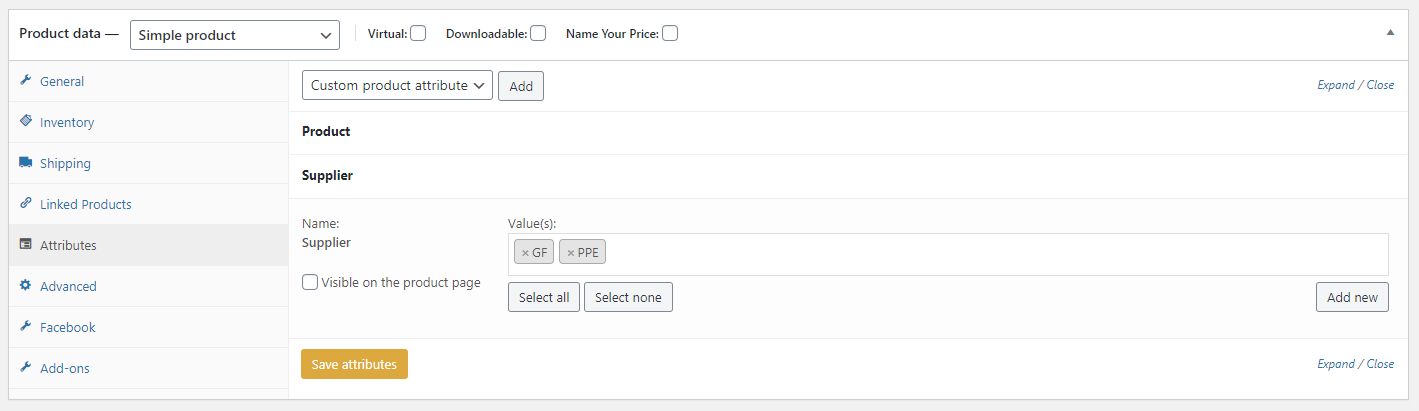 Product data — Simple product Virtual: Downloadable: Name Your Price:
General
Inventory
Shipping
Linked Products
Attributes
Advanced
Facebook
Add-ons
Custom product attribute Add Expand / Close
Product
Supplier
Name: Value(s):
Supplier × GF × PPE
Visible on the product page
Select all Select none Add new
Save attributes Expand / Close